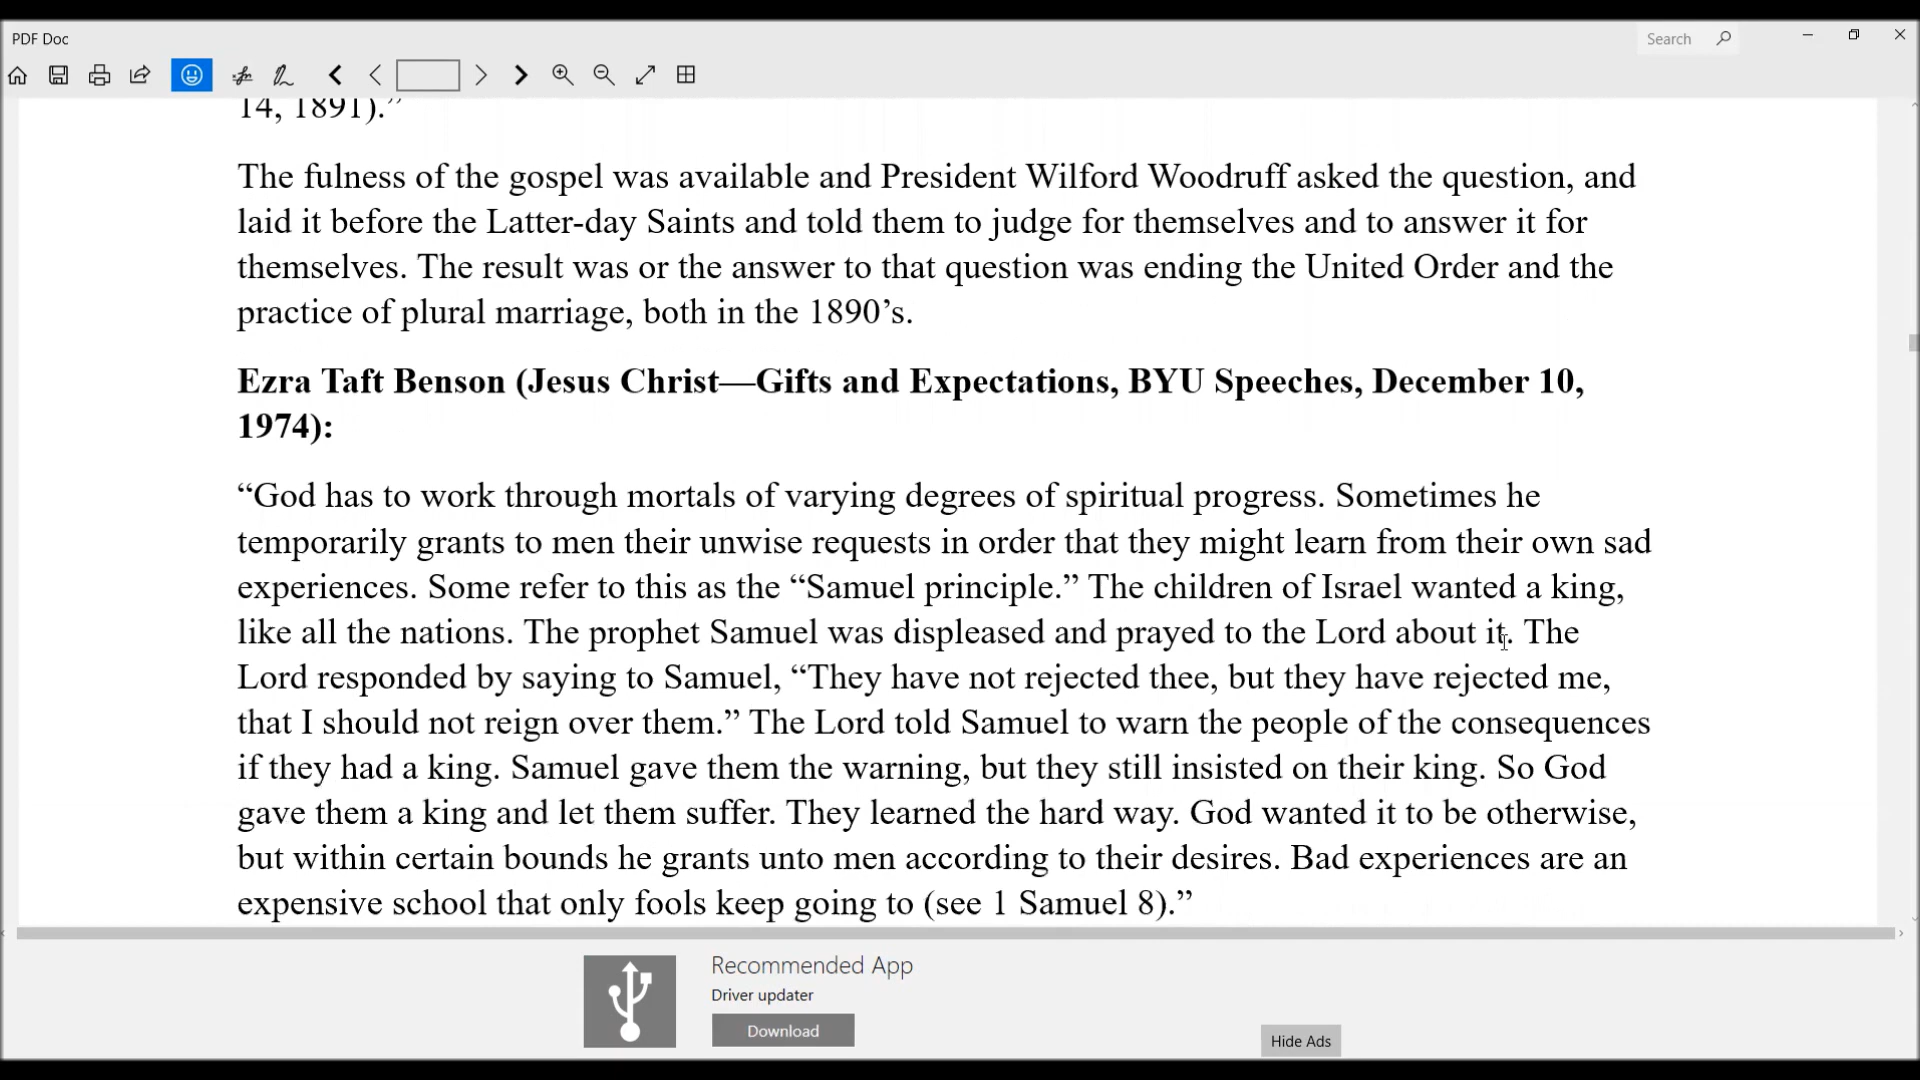 PDF Doc
Search
14, 1891).”
The fulness of the gospel was available and President Wilford Woodruff asked the question, and
laid it before the Latter-day Saints and told them to judge for themselves and to answer it for
themselves. The result was or the answer to that question was ending the United Order and the
practice of plural marriage, both in the 1890’s.
Ezra Taft Benson (Jesus Christ—Gifts and Expectations, BYU Speeches, December 10,
1974):
“God has to work through mortals of varying degrees of spiritual progress. Sometimes he
temporarily grants to men their unwise requests in order that they might learn from their own sad
experiences. Some refer to this as the “Samuel principle.” The children of Israel wanted a king,
like all the nations. The prophet Samuel was displeased and prayed to the Lord about it. The
Lord responded by saying to Samuel, “They have not rejected thee, but they have rejected me,
that I should not reign over them.” The Lord told Samuel to warn the people of the consequences
if they had a king. Samuel gave them the warning, but they still insisted on their king. So God
gave them a king and let them suffer. They learned the hard way. God wanted it to be otherwise,
but within certain bounds he grants unto men according to their desires. Bad experiences are an
expensive school that only fools keep going to (see 1 Samuel 8).”
Recommended App
Driver updater
Download
Hide Ads